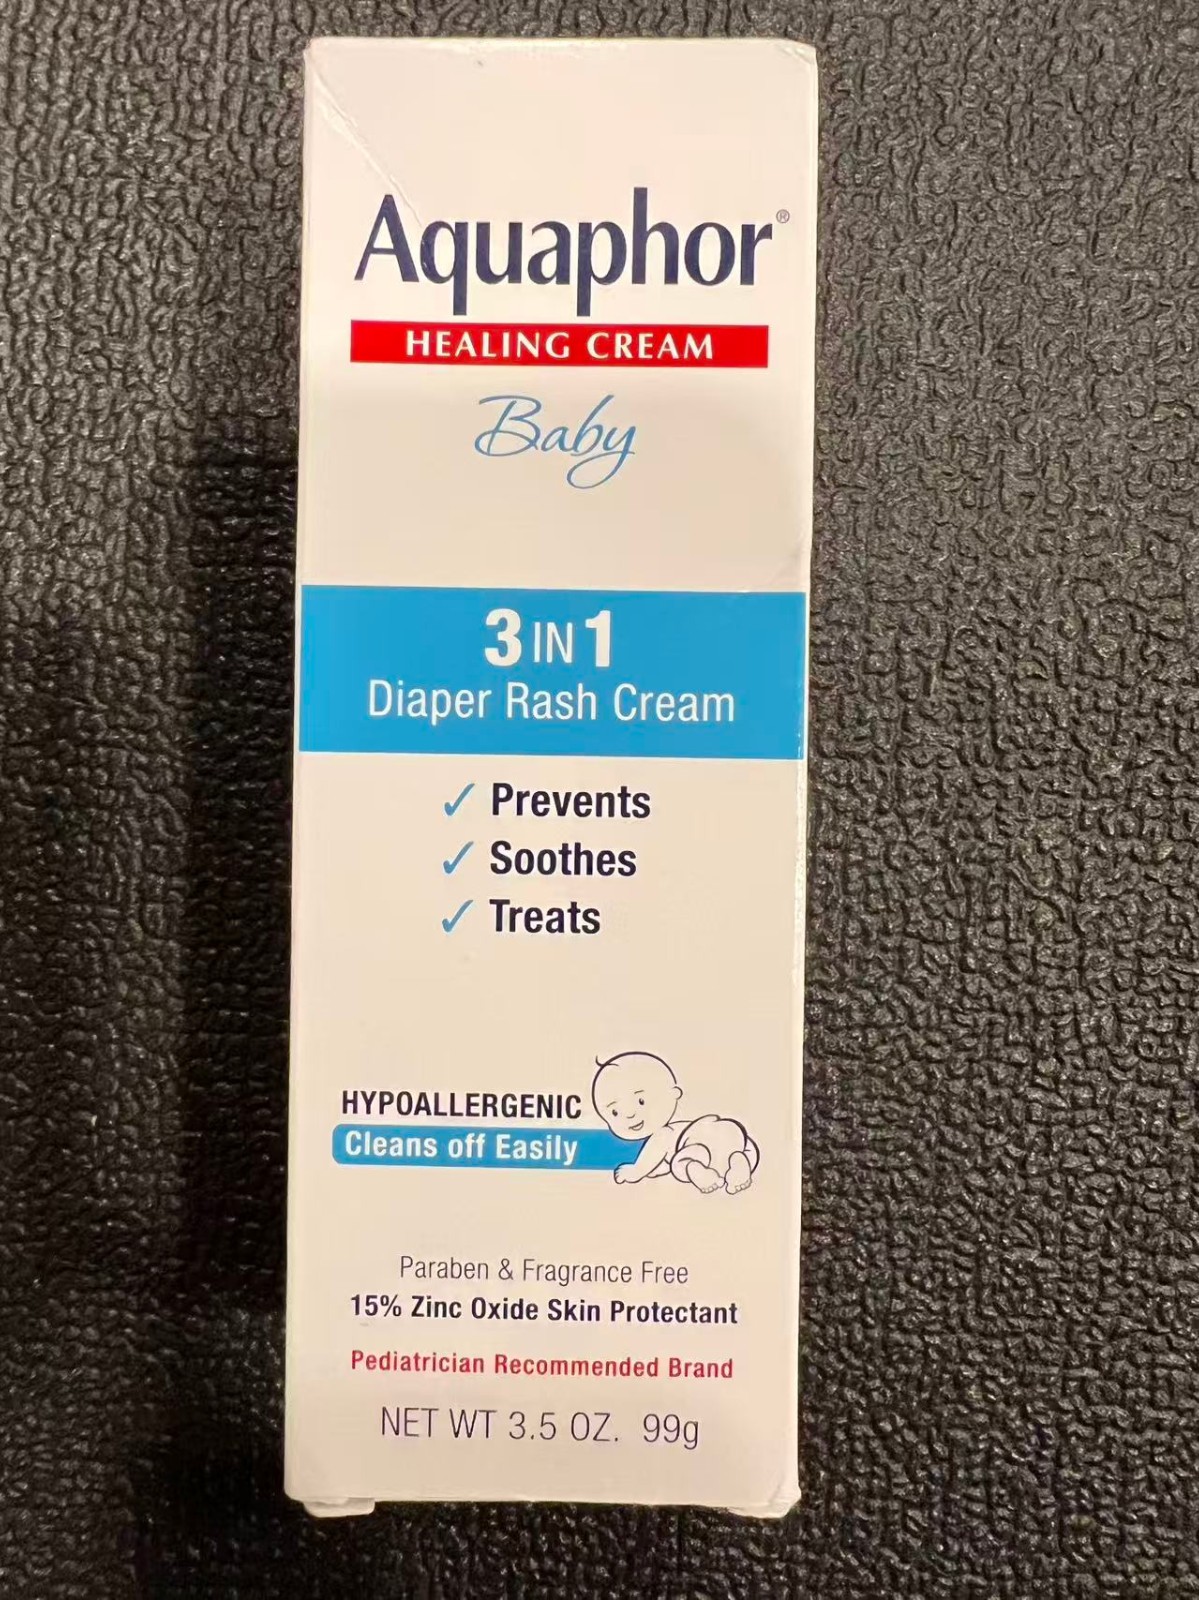 Aquaphor®
HEALING CREAM
Baby
3 IN 1
Diaper Rash Cream
✓ Prevents
✓ Soothes
✓ Treats
HYPOALLERGENIC
Cleans off Easily
Paraben & Fragrance Free
15% Zinc Oxide Skin Protectant
Pediatrician Recommended Brand
NET WT 3.5 OZ. 99g